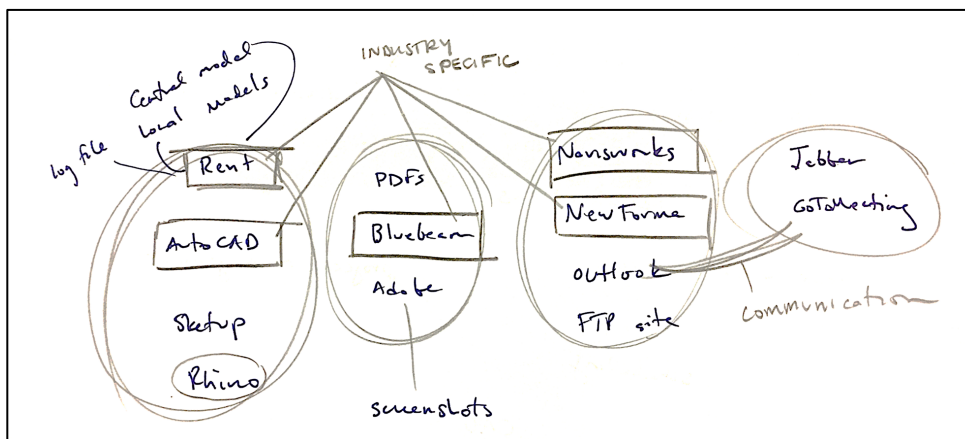 INDUSTRY
SPECIFIC
Central model
Local models
log file
Revit
AutoCAD
Sketup
Rhino
PDFs
Bluebeam
Adobe
screenshots
Navisworks
NewForma
outlook
FTP site
Jabber
GoToMeeting
communication